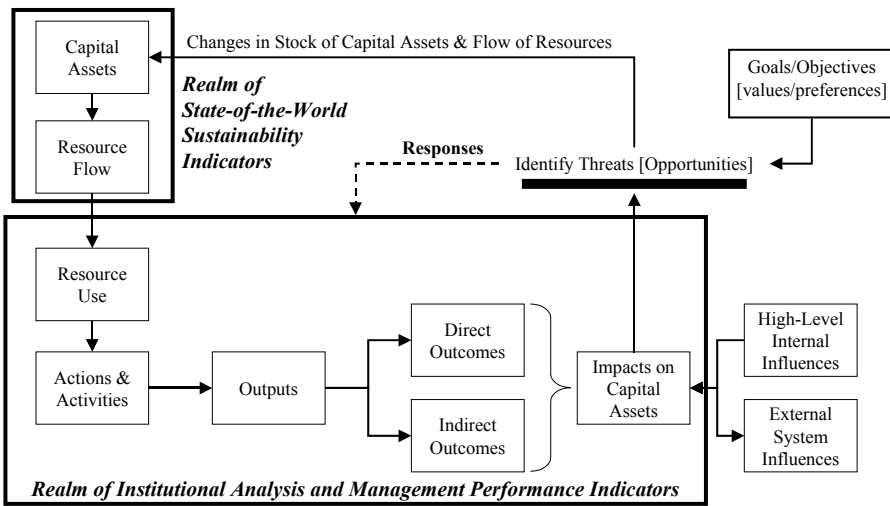 Capital
Assets
Changes in Stock of Capital Assets & Flow of Resources
Goals/Objectives
[values/preferences]
Realm of
State-of-the-World
Sustainability
Indicators
Resource
Flow
Responses
Identify Threats [Opportunities]
Resource
Use
Direct
Outcomes
High-Level
Internal
Influences
Actions &
Activities
Outputs
Impacts on
Capital
Assets
Indirect
Outcomes
External
System
Influences
Realm of Institutional Analysis and Management Performance Indicators